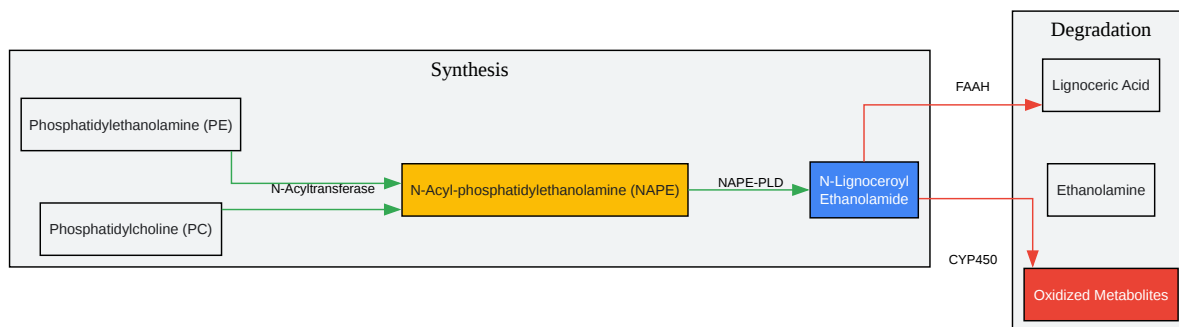 Synthesis
Phosphatidylethanolamine (PE)
N-Acyltransferase
Phosphatidylcholine (PC)
N-Acyl-phosphatidylethanolamine (NAPE)
NAPE-PLD
N-Lignoceroyl
Ethanolamide
FAAH
CYP450
Degradation
Lignoceric Acid
Ethanolamine
Oxidized Metabolites